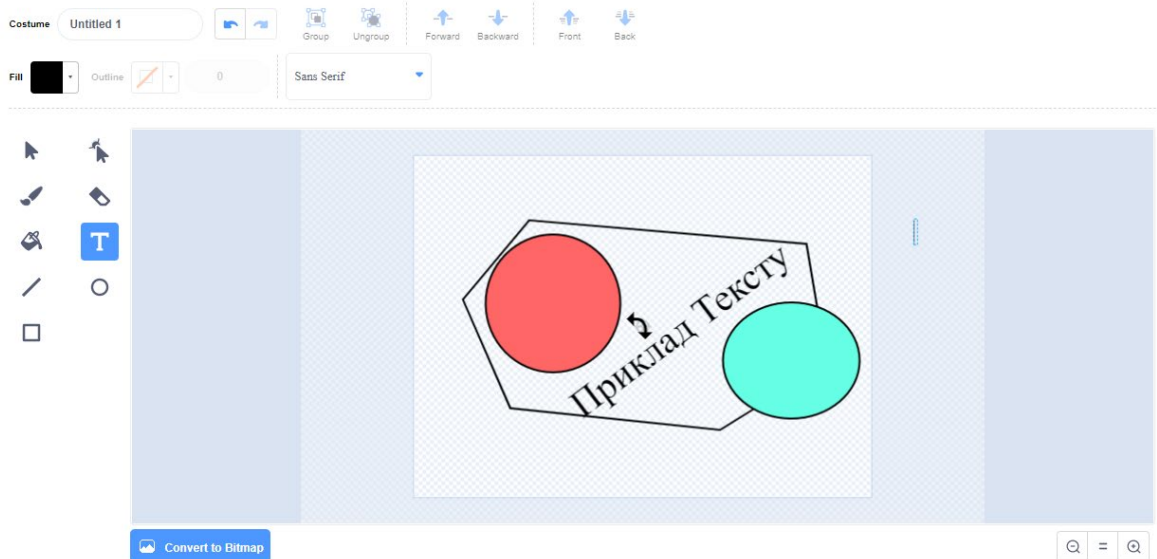 Costume
Untitled 1
Group
Ungroup
Forward
Backward
Front
Back
Fill
Outline
0
Sans Serif
T
Приклад Тексту
Convert to Bitmap